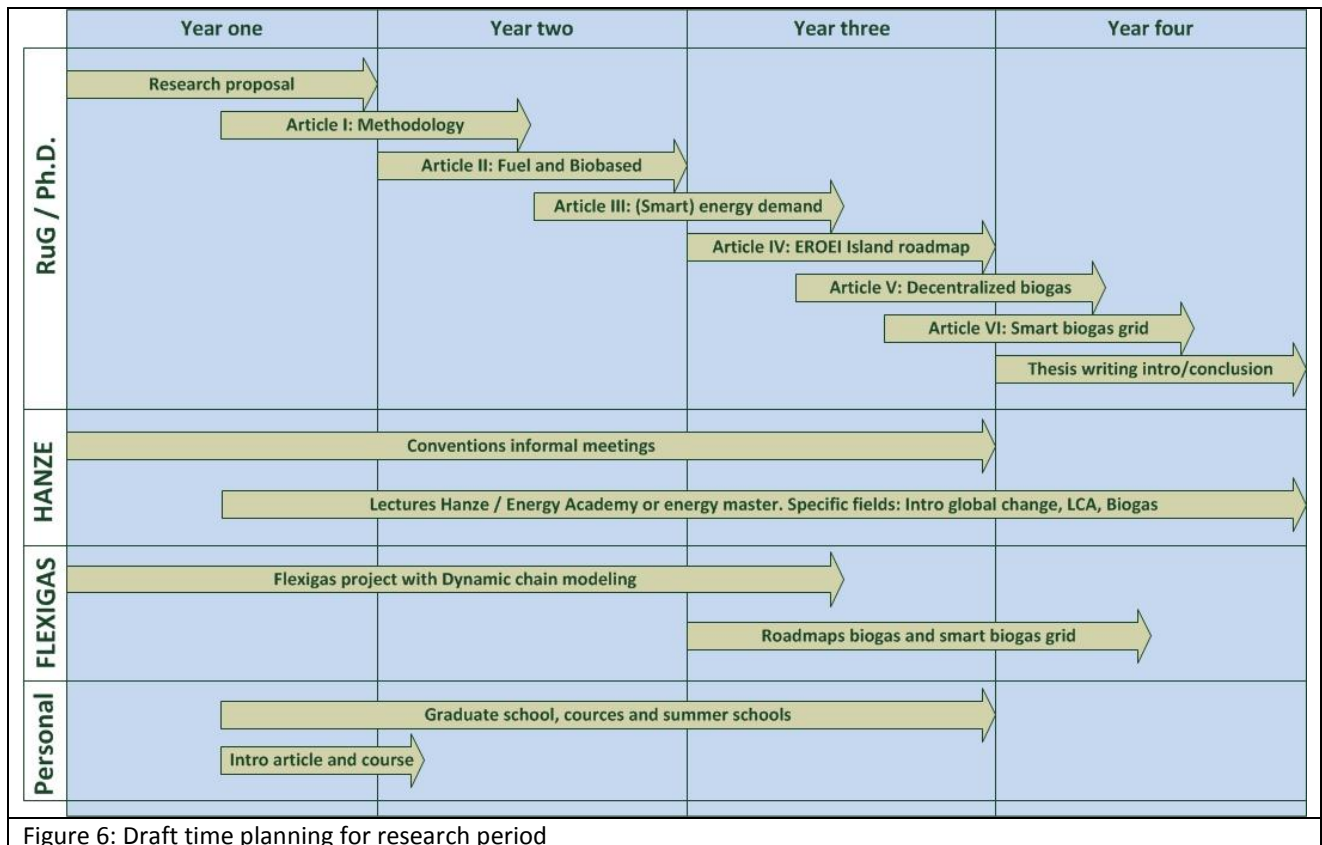 Year one Year two Year three Year four
RuG / Ph.D.
Research proposal
Article I: Methodology
Article II: Fuel and Biobased
Article III: (Smart) energy demand
Article IV: EROEI Island roadmap
Article V: Decentralized biogas
Article VI: Smart biogas grid
Thesis writing intro/conclusion
HANZE
Conventions informal meetings
Lectures Hanze / Energy Academy or energy master. Specific fields: Intro global change, LCA, Biogas
FLEXIGAS
Flexigas project with Dynamic chain modeling
Roadmaps biogas and smart biogas grid
Personal
Graduate school, cources and summer schools
Intro article and course
Figure 6: Draft time planning for research period